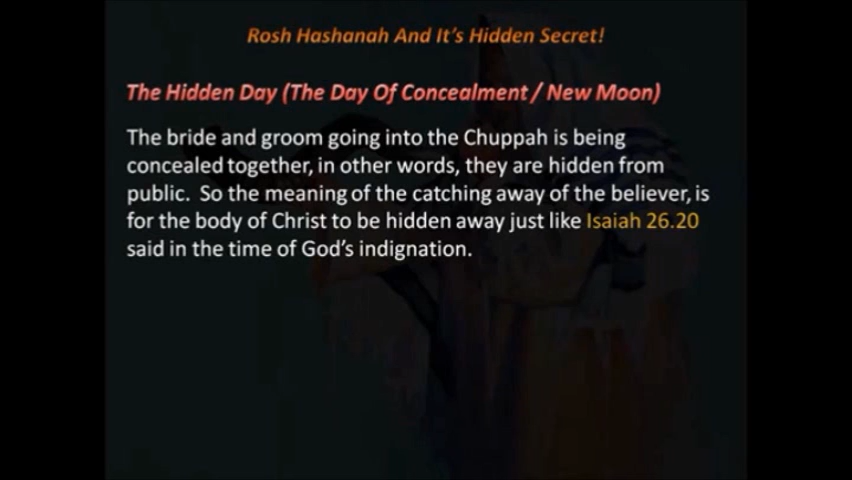 Rosh Hashanah And It's Hidden Secret!
The Hidden Day (The Day Of Concealment / New Moon)
The bride and groom going into the Chuppah is being
concealed together, in other words, they are hidden from
public.  So the meaning of the catching away of the believer, is
for the body of Christ to be hidden away just like Isaiah 26.20
said in the time of God's indignation.